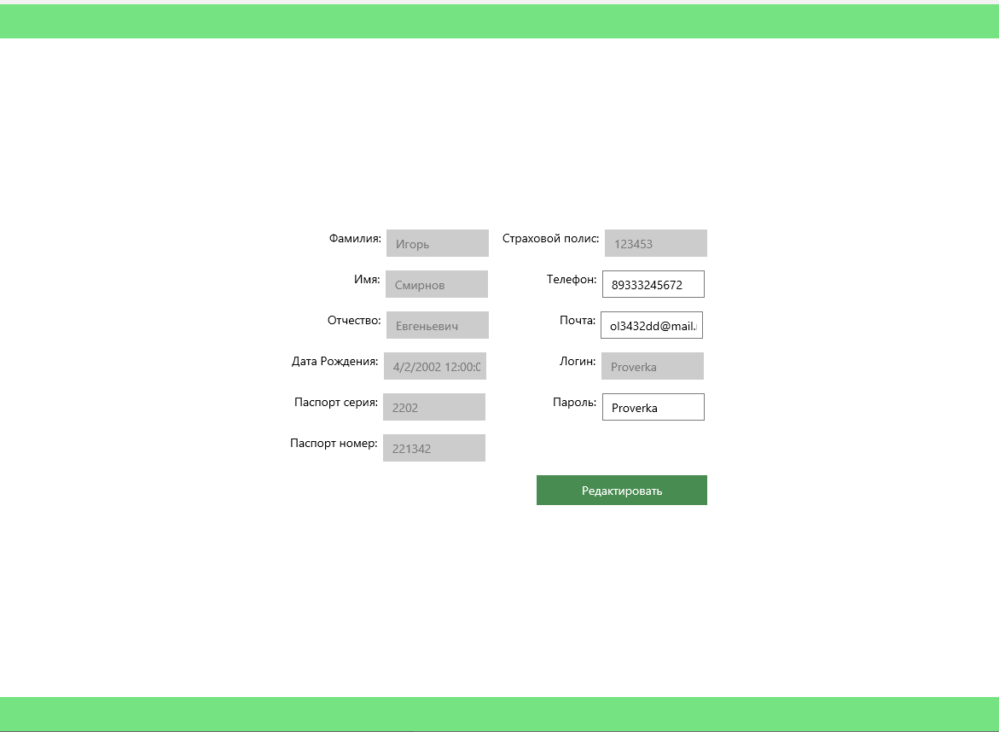 Фамилия: Игорь
Имя: Смирнов
Отчество: Евгеньевич
Дата Рождения: 4/2/2002 12:00:0
Паспорт серия: 2202
Паспорт номер: 221342
Страховой полис: 123453
Телефон: 89333245672
Почта: ol3432dd@mail.
Логин: Proverka
Пароль: Proverka
Редактировать